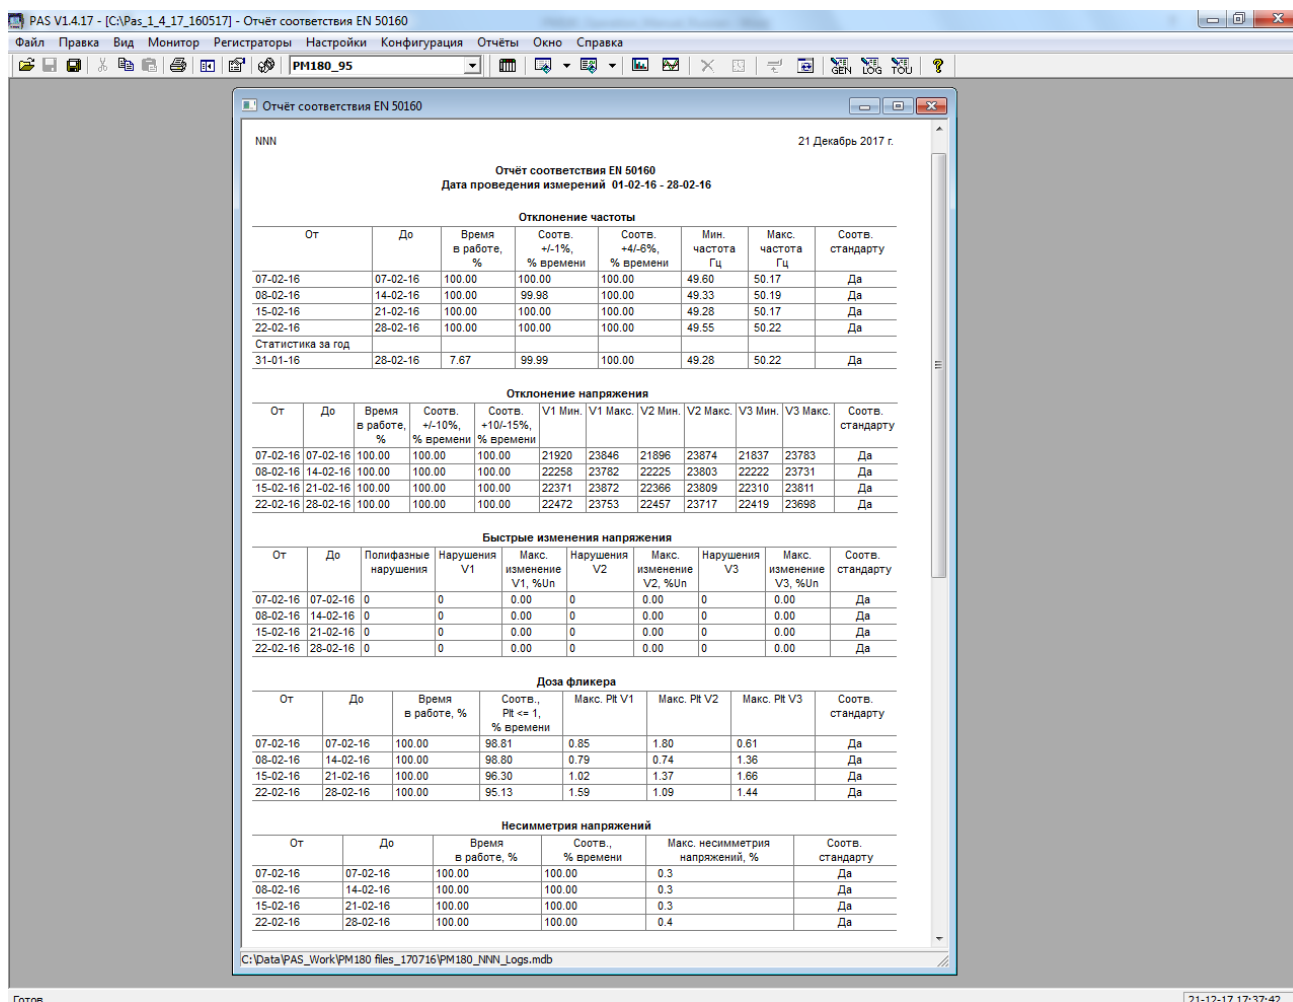 PAS V1.4.17 - [C:\Pas_1_4_17_160517] - Отчёт соответствия EN 50160
Файл Правка Вид Монитор Регистраторы Настройки Конфигурация Отчёты Окно Справка
PM180_95 GEN LOG TOU
Отчёт соответствия EN 50160
NNN 21 Декабрь 2017 г.
Отчёт соответствия EN 50160
Дата проведения измерений 01-02-16 - 28-02-16
Отклонение частоты
От До Время Соотв. Соотв. Мин. Макс. Соотв.
в работе, +/-1%, +4/-6%, частота частота стандарту
% % времени % времени Гц Гц
07-02-16 07-02-16 100.00 100.00 100.00 49.60 50.17 Да
08-02-16 14-02-16 100.00 99.98 100.00 49.33 50.19 Да
15-02-16 21-02-16 100.00 100.00 100.00 49.28 50.17 Да
22-02-16 28-02-16 100.00 100.00 100.00 49.55 50.22 Да
Статистика за год
31-01-16 28-02-16 7.67 99.99 100.00 49.28 50.22 Да
Отклонение напряжения
От До Время Соотв. Соотв. V1 Мин. V1 Макс. V2 Мин. V2 Макс. V3 Мин. V3 Макс. Соотв.
в работе, +/-10%, +10/-15%, стандарту
% % времени % времени
07-02-16 07-02-16 100.00 100.00 100.00 21920 23846 21896 23874 21837 23783 Да
08-02-16 14-02-16 100.00 100.00 100.00 22258 23782 22225 23803 22222 23731 Да
15-02-16 21-02-16 100.00 100.00 100.00 22371 23872 22366 23809 22310 23811 Да
22-02-16 28-02-16 100.00 100.00 100.00 22472 23753 22457 23717 22419 23698 Да
Быстрые изменения напряжения
От До Полифазные Нарушения Макс. Нарушения Макс. Нарушения Макс. Соотв.
нарушения V1 изменение V2 изменение V3 изменение стандарту
V1, %Un V2, %Un V3, %Un
07-02-16 07-02-16 0 0 0.00 0 0.00 0 0.00 Да
08-02-16 14-02-16 0 0 0.00 0 0.00 0 0.00 Да
15-02-16 21-02-16 0 0 0.00 0 0.00 0 0.00 Да
22-02-16 28-02-16 0 0 0.00 0 0.00 0 0.00 Да
Доза фликера
От До Время Соотв., Макс. Plt V1 Макс. Plt V2 Макс. Plt V3 Соотв.
в работе, % Plt <= 1, стандарту
% времени
07-02-16 07-02-16 100.00 98.81 0.85 1.80 0.61 Да
08-02-16 14-02-16 100.00 98.80 0.79 0.74 1.36 Да
15-02-16 21-02-16 100.00 96.30 1.02 1.37 1.66 Да
22-02-16 28-02-16 100.00 95.13 1.59 1.09 1.44 Да
Несимметрия напряжений
От До Время Соотв., Макс. несимметрия Соотв.
в работе, % % времени напряжений, % стандарту
07-02-16 07-02-16 100.00 100.00 0.3 Да
08-02-16 14-02-16 100.00 100.00 0.3 Да
15-02-16 21-02-16 100.00 100.00 0.3 Да
22-02-16 28-02-16 100.00 100.00 0.4 Да
C:\Data\PAS_Work\PM180 files_170716\PM180_NNN_Logs.mdb
Готов 21-12-17 17:37:42